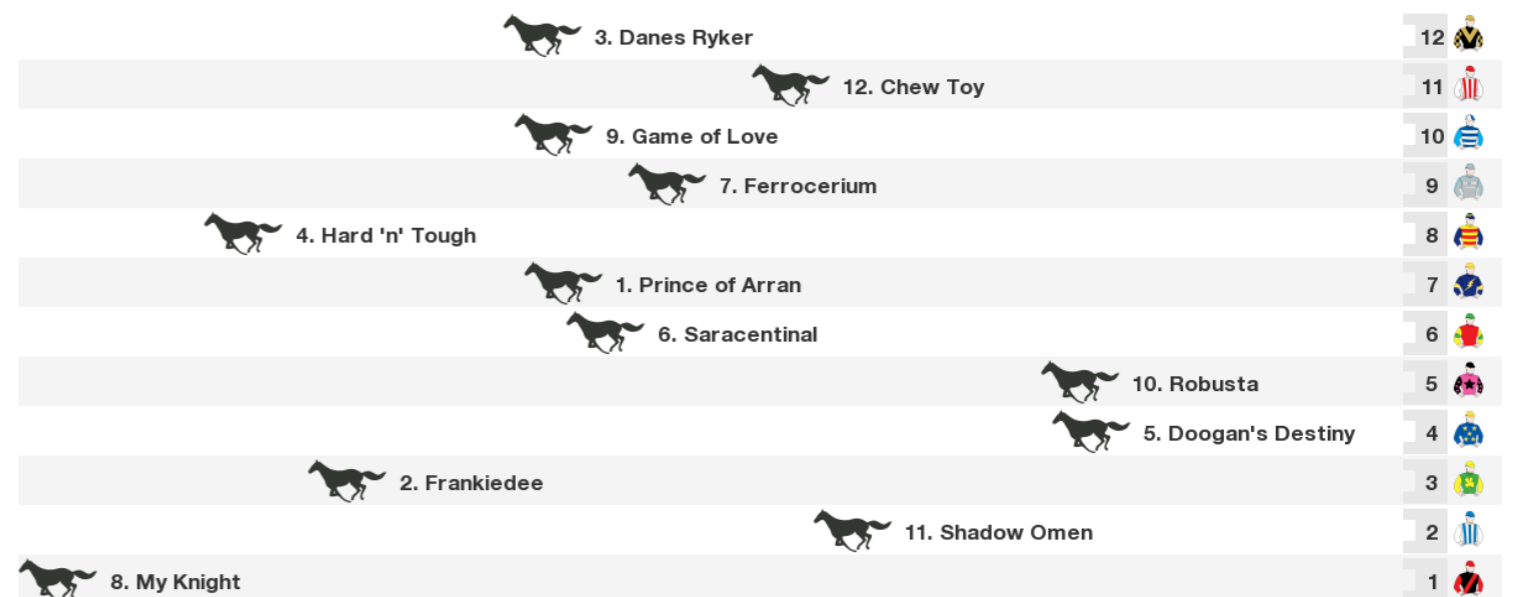 3. Danes Ryker 12
12. Chew Toy 11
9. Game of Love 10
7. Ferrocerium 9
4. Hard 'n' Tough 8
1. Prince of Arran 7
6. Saracentinal 6
10. Robusta 5
5. Doogan's Destiny 4
2. Frankiedee 3
11. Shadow Omen 2
8. My Knight 1